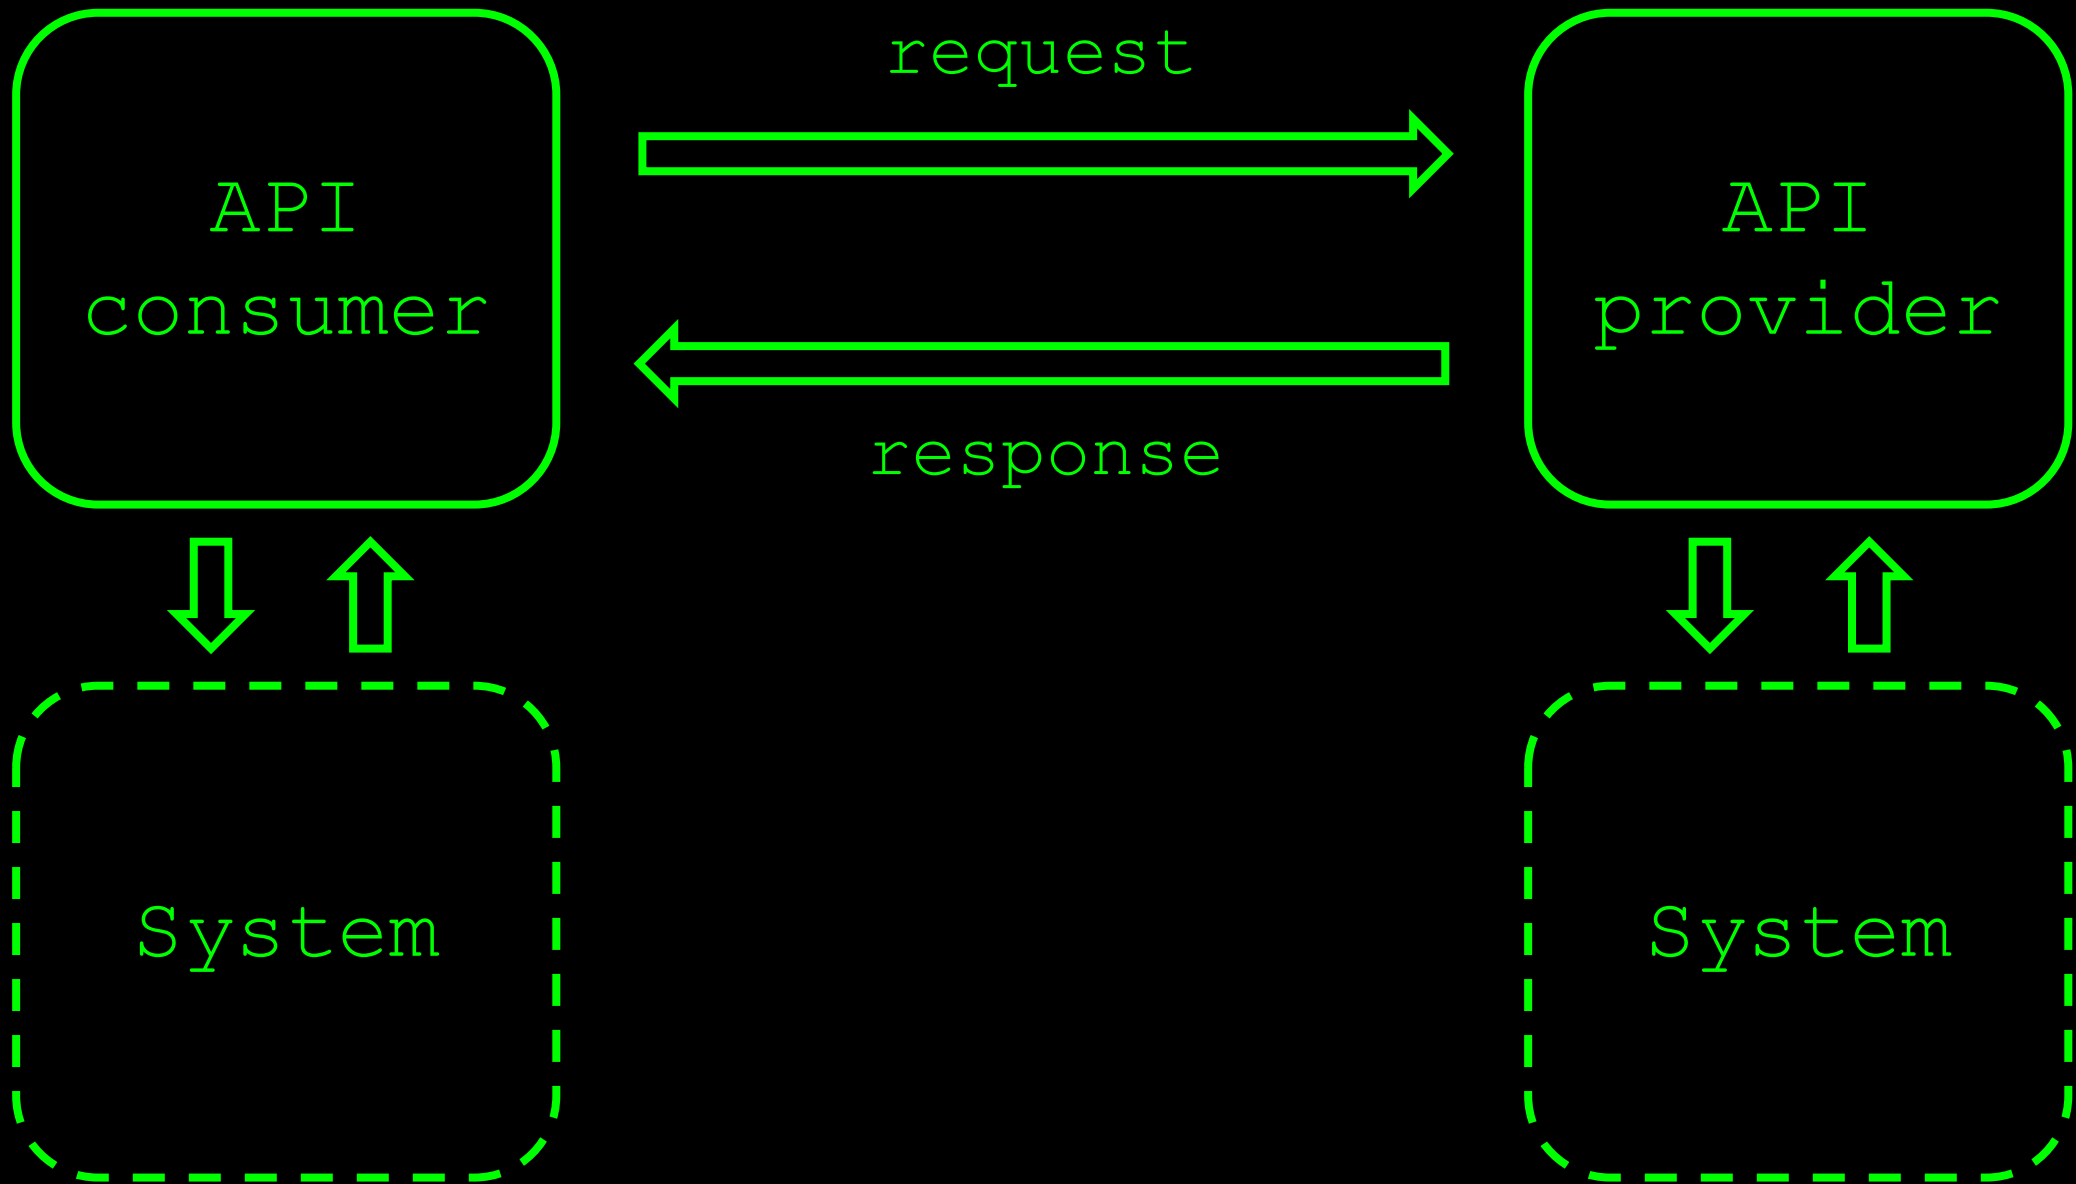 request
API
consumer
API
provider
response
System
System